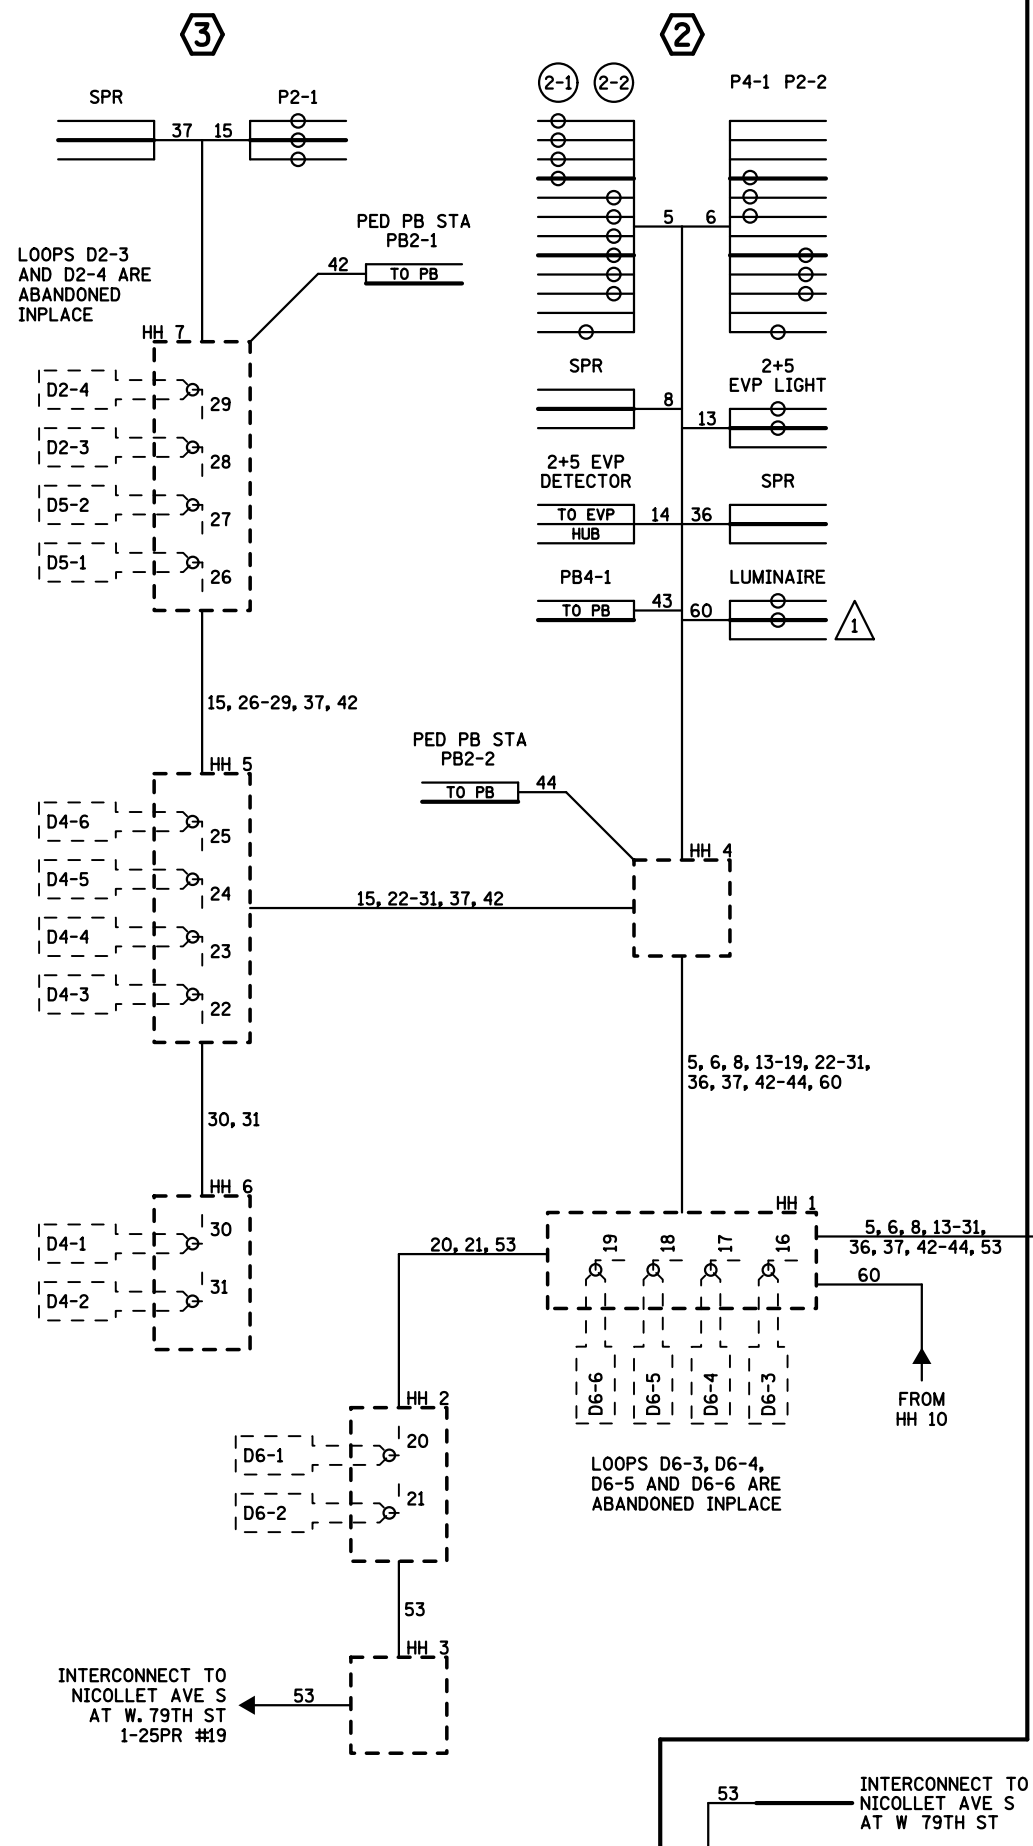 3
2
SPR
P2-1
37
15
2-1
2-2
P4-1 P2-2
5
6
LOOPS D2-3
AND D2-4 ARE
ABANDONED
INPLACE
PED PB STA
PB2-1
42
TO PB
HH 7
D2-4
29
D2-3
28
D5-2
27
D5-1
26
SPR
8
2+5
EVP LIGHT
13
2+5 EVP
DETECTOR
TO EVP
HUB
14
36
SPR
PB4-1
TO PB
43
60
LUMINAIRE
1
15, 26-29, 37, 42
PED PB STA
PB2-2
TO PB
44
HH 5
D4-6
25
D4-5
24
D4-4
23
D4-3
22
HH 4
15, 22-31, 37, 42
5, 6, 8, 13-19, 22-31,
36, 37, 42-44, 60
30, 31
HH 6
D4-1
30
D4-2
31
HH 1
20, 21, 53
19
18
17
16
5, 6, 8, 13-31,
36, 37, 42-44, 53
60
D6-6
D6-5
D6-4
D6-3
FROM
HH 10
HH 2
D6-1
20
D6-2
21
LOOPS D6-3, D6-4,
D6-5 AND D6-6 ARE
ABANDONED INPLACE
53
HH 3
INTERCONNECT TO
NICOLLET AVE S
AT W. 79TH ST
1-25PR #19
53
53
INTERCONNECT TO
NICOLLET AVE S
AT W 79TH ST